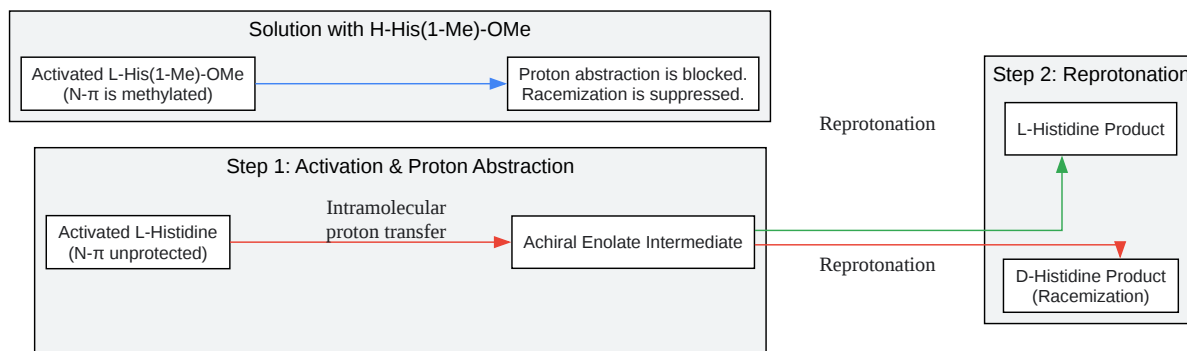 Solution with H-His(1-Me)-OMe
Activated L-His(1-Me)-OMe
(N-π is methylated)
Proton abstraction is blocked.
Racemization is suppressed.
Step 1: Activation & Proton Abstraction
Activated L-Histidine
(N-π unprotected)
Intramolecular
proton transfer
Achiral Enolate Intermediate
Reprotonation
Reprotonation
Step 2: Reprotonation
L-Histidine Product
D-Histidine Product
(Racemization)